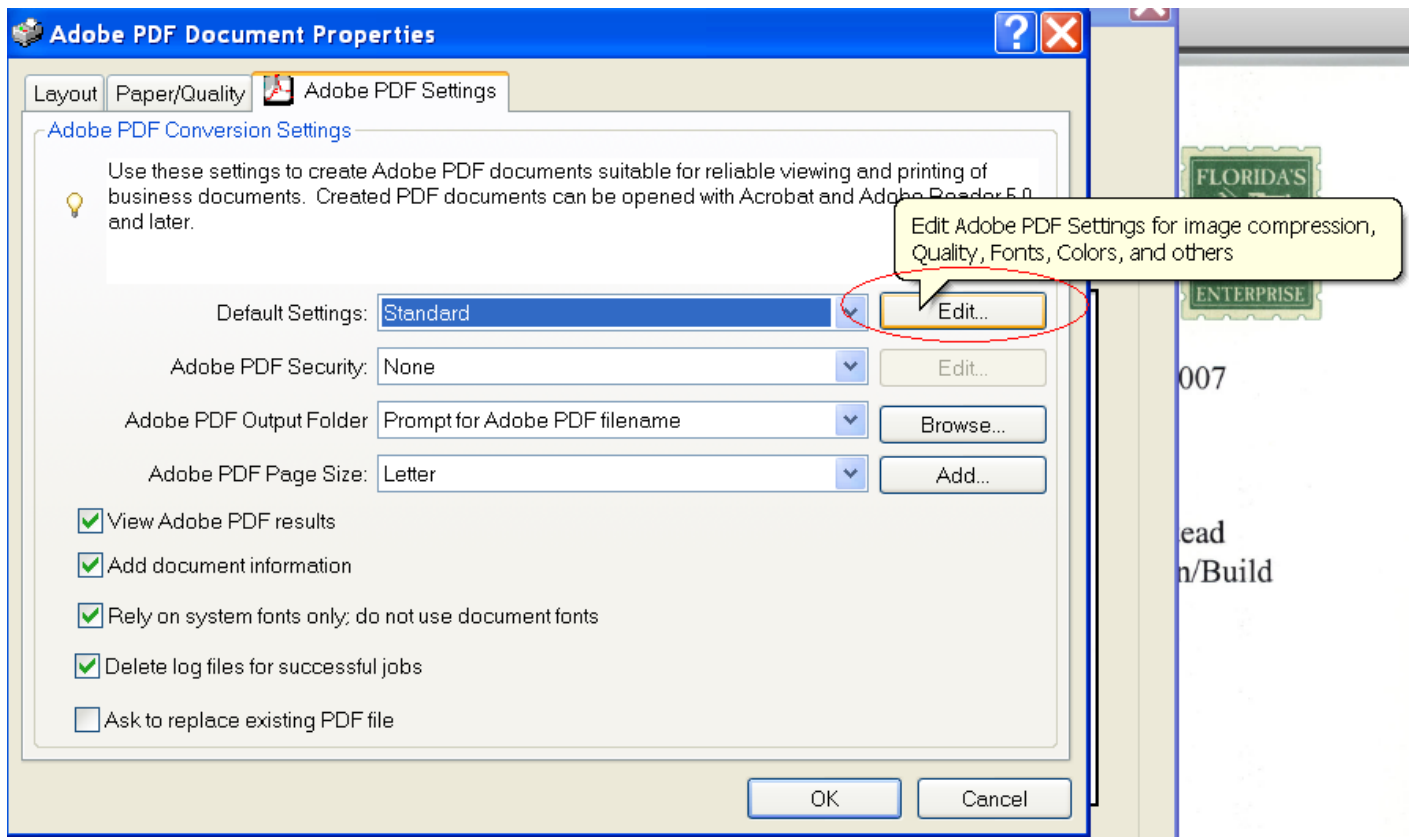 Adobe PDF Document Properties
Layout Paper/Quality Adobe PDF Settings
Adobe PDF Conversion Settings
Use these settings to create Adobe PDF documents suitable for reliable viewing and printing of
business documents. Created PDF documents can be opened with Acrobat and Adobe Reader 5.0
and later.
Edit Adobe PDF Settings for image compression,
Quality, Fonts, Colors, and others
Default Settings: Standard Edit...
Adobe PDF Security: None Edit...
Adobe PDF Output Folder Prompt for Adobe PDF filename Browse...
Adobe PDF Page Size: Letter Add...
View Adobe PDF results
Add document information
Rely on system fonts only; do not use document fonts
Delete log files for successful jobs
Ask to replace existing PDF file
OK Cancel
FLORIDA'S
ENTERPRISE
007
ead
n/Build